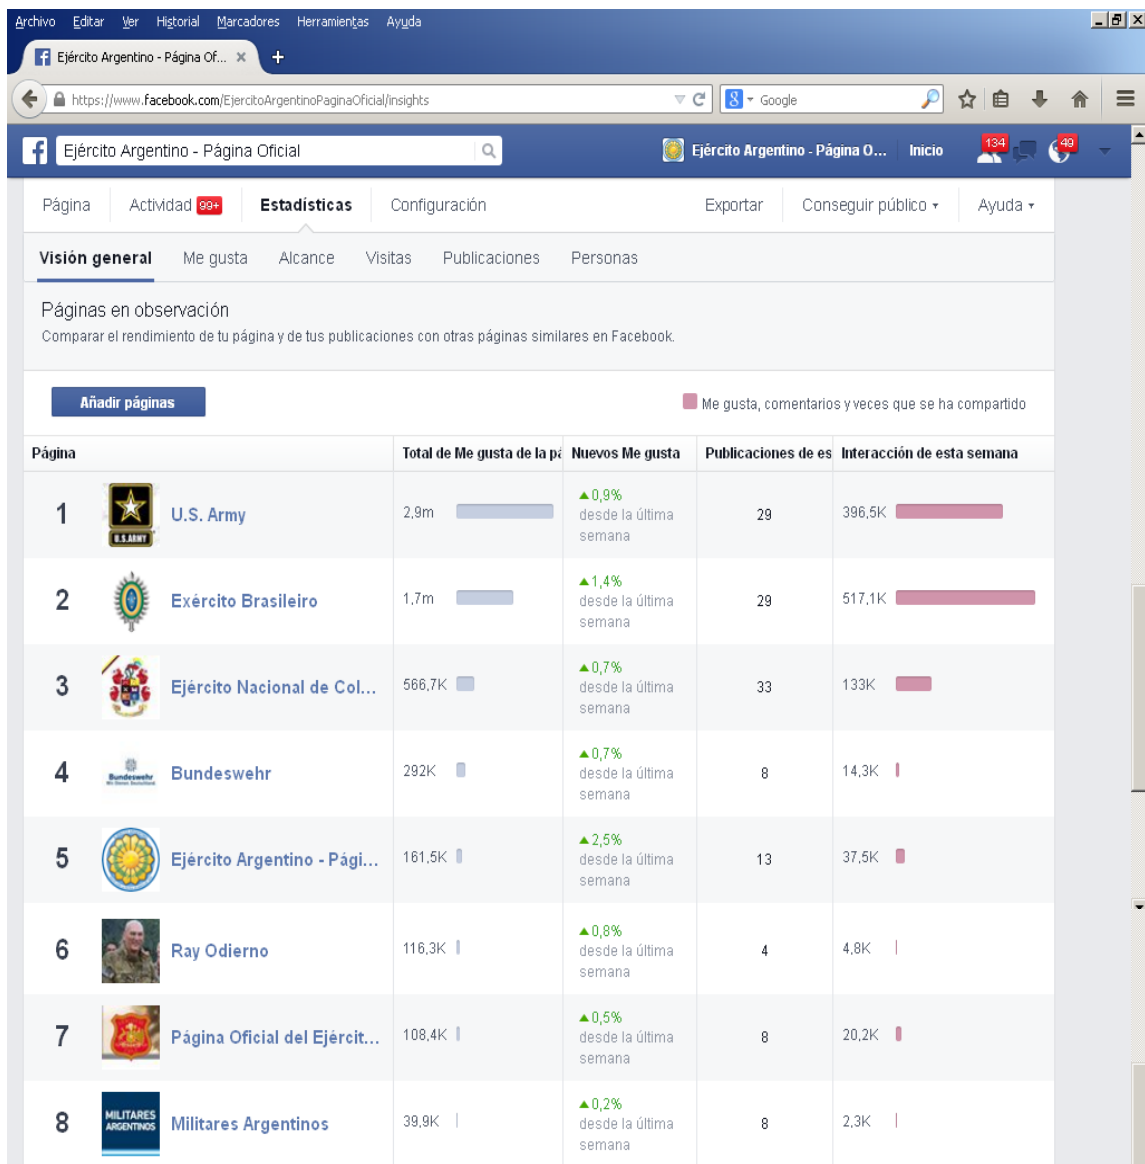 Archivo Editar Ver Historial Marcadores Herramientas Ayuda
Ejército Argentino - Página Of... × +
https://www.facebook.com/EjercitoArgentinoPaginaOficial/insights Google
Ejército Argentino - Página Oficial Ejército Argentino - Página O... Inicio 134 49
Página Actividad 99+ Estadísticas Configuración Exportar Conseguir público Ayuda
Visión general Me gusta Alcance Visitas Publicaciones Personas
Páginas en observación
Comparar el rendimiento de tu página y de tus publicaciones con otras páginas similares en Facebook.
Añadir páginas Me gusta, comentarios y veces que se ha compartido
Página Total de Me gusta de la pá Nuevos Me gusta Publicaciones de es Interacción de esta semana
1 U.S.ARMY U.S. Army 2,9m ▲0,9% desde la última semana 29 396,5K
2 Exército Brasileiro 1,7m ▲1,4% desde la última semana 29 517,1K
3 Ejército Nacional de Col... 566,7K ▲0,7% desde la última semana 33 133K
4 Bundeswehr Bundeswehr 292K ▲0,7% desde la última semana 8 14,3K
5 Ejército Argentino - Pági... 161,5K ▲2,5% desde la última semana 13 37,5K
6 Ray Odierno 116,3K ▲0,8% desde la última semana 4 4,8K
7 Página Oficial del Ejércit... 108,4K ▲0,5% desde la última semana 8 20,2K
8 MILITARES ARGENTINOS Militares Argentinos 39,9K ▲0,2% desde la última semana 8 2,3K